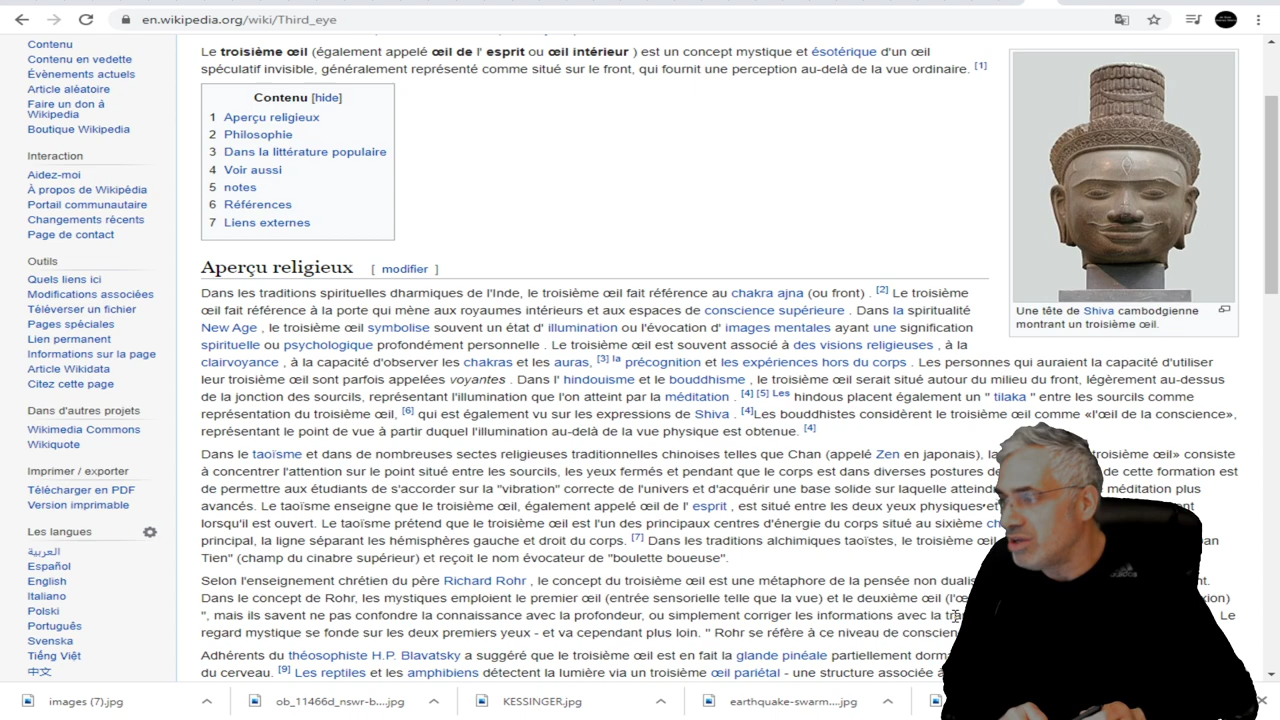 en.wikipedia.org/wiki/Third_eye
Contenu
Contenu en vedette
Évènements actuels
Article aléatoire
Faire un don à
Wikipedia
Boutique Wikipedia
Interaction
Aidez-moi
À propos de Wikipédia
Portail communautaire
Changements récents
Page de contact
Outils
Quels liens ici
Modifications associées
Téléverser un fichier
Pages spéciales
Lien permanent
Informations sur la page
Article Wikidata
Citez cette page
Dans d'autres projets
Wikimedia Commons
Wikiquote
Imprimer / exporter
Télécharger en PDF
Version imprimable
Les langues
العربية
Español
English
Italiano
Polski
Português
Svenska
Tiếng Việt
中文
Le troisième œil (également appelé œil de l' esprit ou œil intérieur ) est un concept mystique et ésotérique d'un œil
spéculatif invisible, généralement représenté comme situé sur le front, qui fournit une perception au-delà de la vue ordinaire. [1]
Contenu [hide]
1 Aperçu religieux
2 Philosophie
3 Dans la littérature populaire
4 Voir aussi
5 notes
6 Références
7 Liens externes
Une tête de Shiva cambodgienne
montrant un troisième œil.
Aperçu religieux [ modifier ]
Dans les traditions spirituelles dharmiques de l'Inde, le troisième œil fait référence au chakra ajna (ou front) . [2] Le troisième
œil fait référence à la porte qui mène aux royaumes intérieurs et aux espaces de conscience supérieure . Dans la spiritualité
New Age , le troisième œil symbolise souvent un état d' illumination ou l'évocation d' images mentales ayant une signification
spirituelle ou psychologique profondément personnelle . Le troisième œil est souvent associé à des visions religieuses , à la
clairvoyance , à la capacité d'observer les chakras et les auras, [3] la précognition et les expériences hors du corps . Les personnes qui auraient la capacité d'utiliser
leur troisième œil sont parfois appelées voyantes . Dans l' hindouisme et le bouddhisme , le troisième œil serait situé autour du milieu du front, légèrement au-dessus
de la jonction des sourcils, représentant l'illumination que l'on atteint par la méditation . [4] [5] Les hindous placent également un " tilaka " entre les sourcils comme
représentation du troisième œil, [6] qui est également vu sur les expressions de Shiva . [4]Les bouddhistes considèrent le troisième œil comme «l'œil de la conscience»,
représentant le point de vue à partir duquel l'illumination au-delà de la vue physique est obtenue. [4]
Dans le taoïsme et dans de nombreuses sectes religieuses traditionnelles chinoises telles que Chan (appelé Zen en japonais), troisième œil» consiste
à concentrer l'attention sur le point situé entre les sourcils, les yeux fermés et pendant que le corps est dans diverses postures de cette formation est
de permettre aux étudiants de s'accorder sur la "vibration" correcte de l'univers et d'acquérir une base solide sur laquelle méditation plus
avancés. Le taoïsme enseigne que le troisième œil, également appelé œil de l' esprit , est situé entre les deux yeux physiques
lorsqu'il est ouvert. Le taoïsme prétend que le troisième œil est l'un des principaux centres d'énergie du corps situé au sixième
principal, la ligne séparant les hémisphères gauche et droit du corps. [7] Dans les traditions alchimiques taoïstes, le troisième
Tien" (champ du cinabre supérieur) et reçoit le nom évocateur de "boulette boueuse".
Selon l'enseignement chrétien du père Richard Rohr , le concept du troisième œil est une métaphore de la pensée non
Dans le concept de Rohr, les mystiques emploient le premier œil (entrée sensorielle telle que la vue) et le deuxième œil
", mais ils savent ne pas confondre la connaissance avec la profondeur, ou simplement corriger les informations avec la Le
regard mystique se fonde sur les deux premiers yeux - et va cependant plus loin. " Rohr se réfère à ce niveau de
Adhérents du théosophiste H.P. Blavatsky a suggéré que le troisième œil est en fait la glande pinéale partiellement
du cerveau. [9] Les reptiles et les amphibiens détectent la lumière via un troisième œil pariétal - une structure associée
adidas
images (7).jpg
ob_11466d_nswr-b....jpg
KESSINGER.jpg
earthquake-swarm....jpg